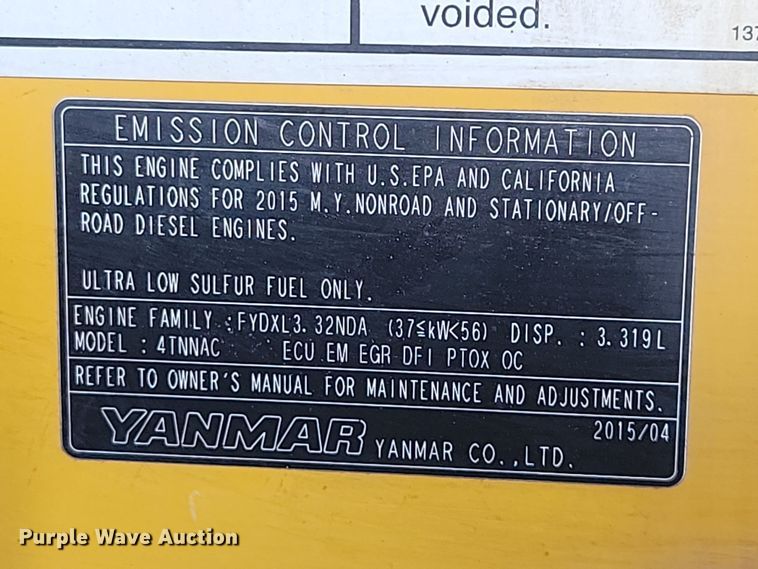 voided.
137
EMISSION CONTROL INFORMATION
THIS ENGINE COMPLIES WITH U.S.EPA AND CALIFORNIA
REGULATIONS FOR 2015 M.Y.NONROAD AND STATIONARY/OFF-
ROAD DIESEL ENGINES.
ULTRA LOW SULFUR FUEL ONLY.
ENGINE FAMILY :FYDXL3.32NDA (37≦kW<56) DISP. : 3.319L
MODEL : 4TNNAC ECU EM EGR DFI PTOX OC
REFER TO OWNER'S MANUAL FOR MAINTENANCE AND ADJUSTMENTS.
2015/04
YANMAR YANMAR CO.,LTD.
Purple Wave Auction